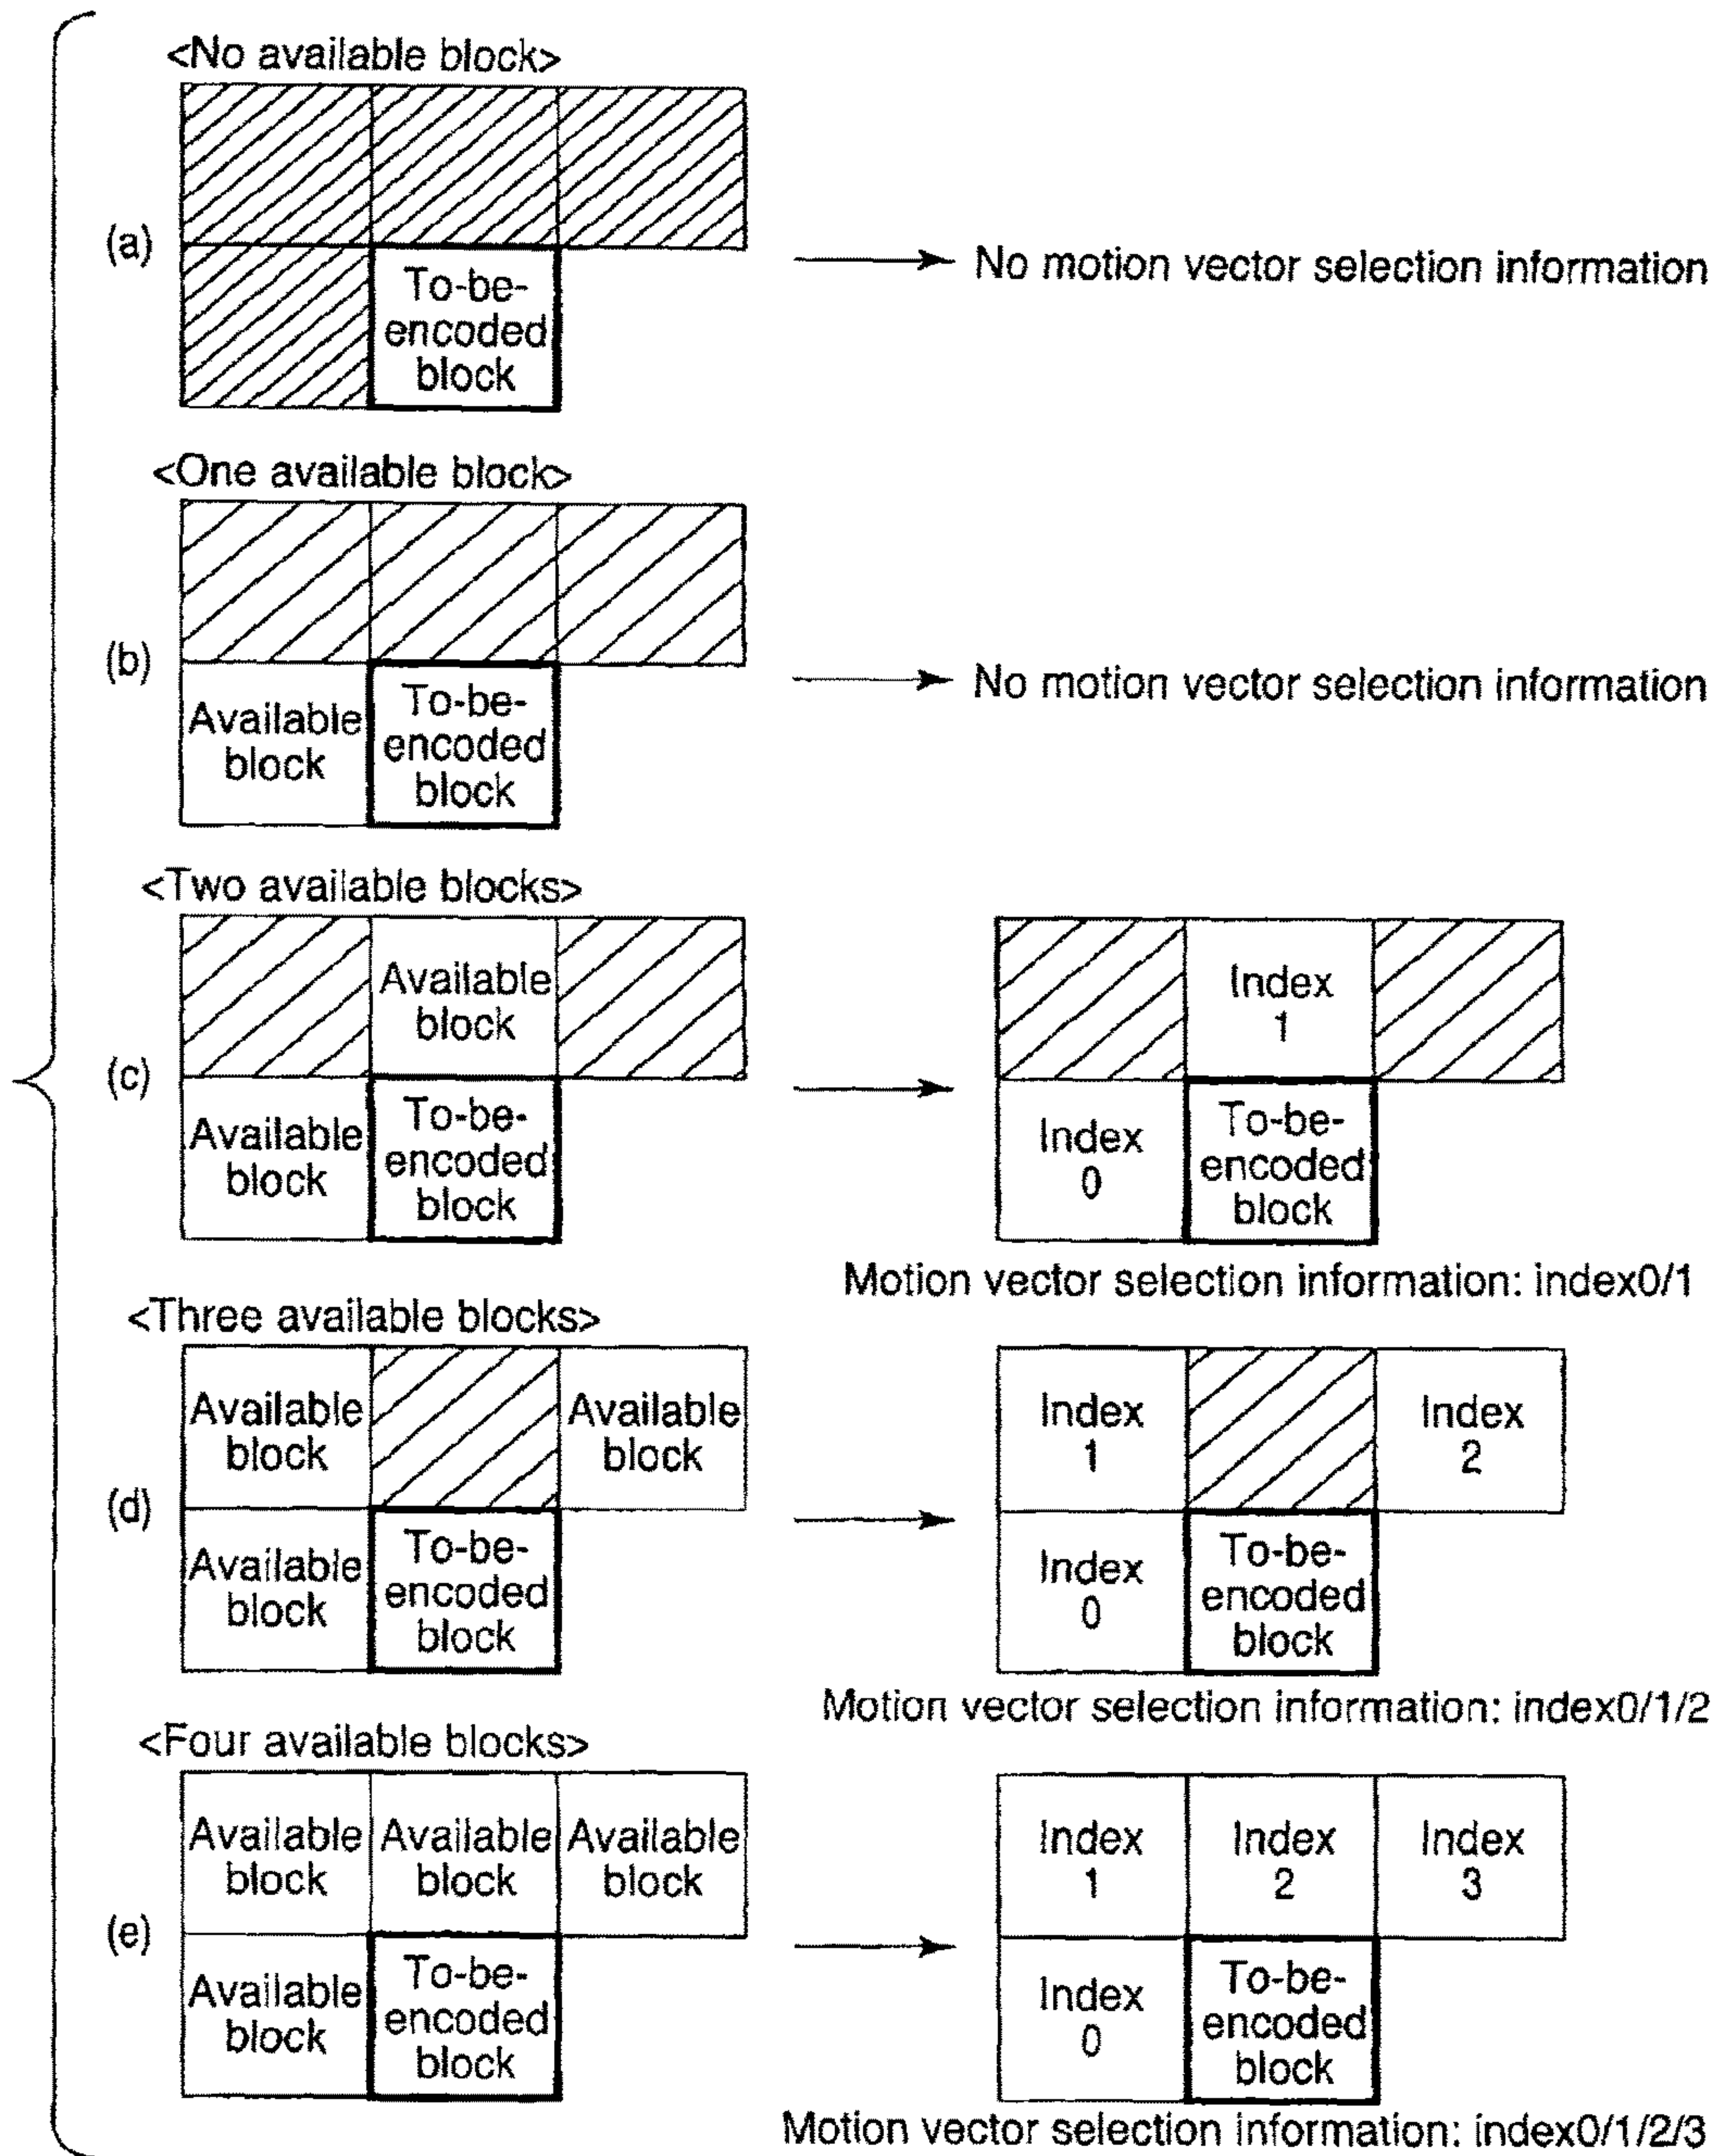 <No available block>
(a)
To-be-
encoded
block
No motion vector selection information
<One available block>
(b)
Available
block
To-be-
encoded
block
No motion vector selection information
<Two available blocks>
Available
block
(c)
Available
block
To-be-
encoded
block
Index
1
Index
0
To-be-
encoded
block
Motion vector selection information: index0/1
<Three available blocks>
Available
block
Available
block
(d)
Available
block
To-be-
encoded
block
Index
1
Index
2
Index
0
To-be-
encoded
block
Motion vector selection information: index0/1/2
<Four available blocks>
Available
block
Available
block
Available
block
(e)
Available
block
To-be-
encoded
block
Index
1
Index
2
Index
3
Index
0
To-be-
encoded
block
Motion vector selection information: index0/1/2/3